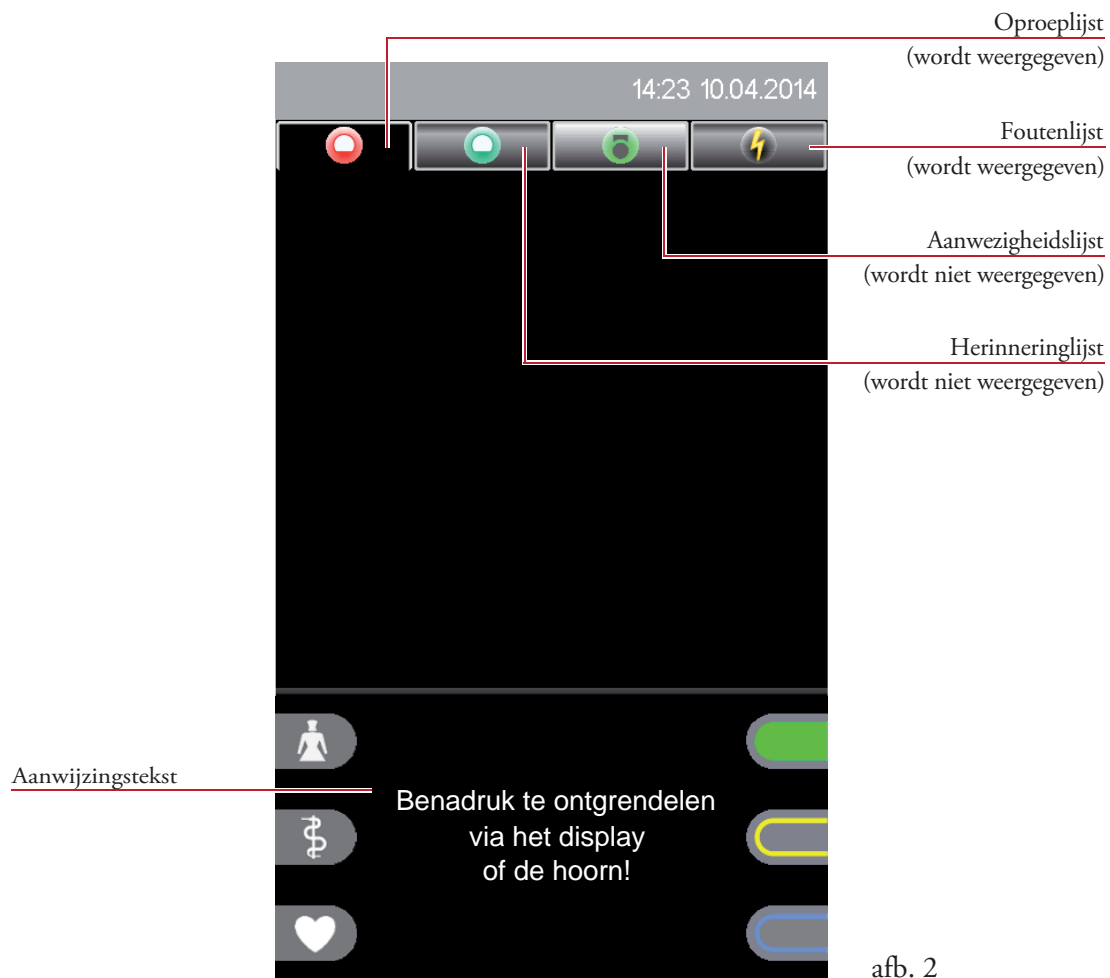 Oproeplijst
(wordt weergegeven)
14:23 10.04.2014
Foutenlijst
(wordt weergegeven)
Aanwezigheidslijst
(wordt niet weergegeven)
Herinneringlijst
(wordt niet weergegeven)
Aanwijzingstekst
Benadruk te ontgrendelen
via het display
of de hoorn!
afb. 2